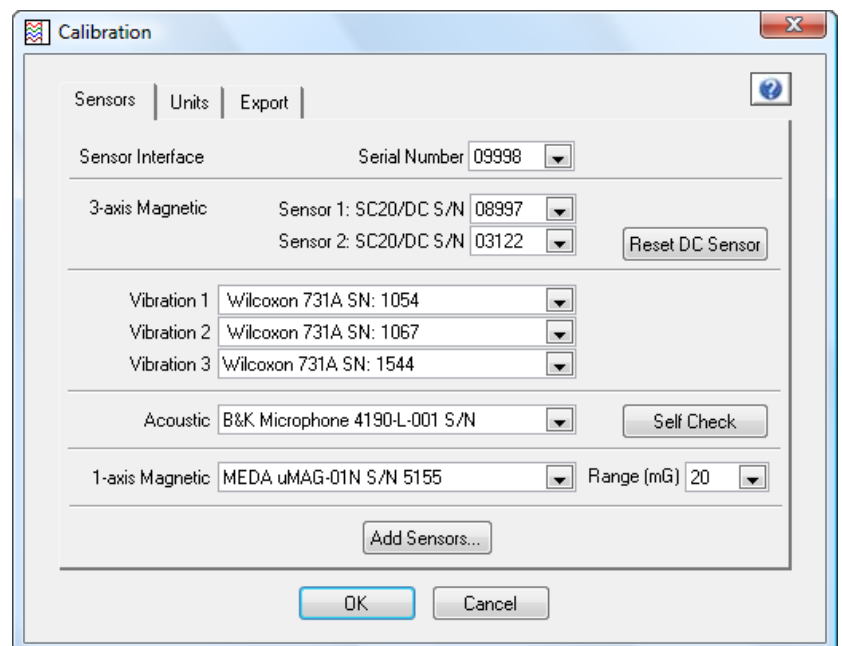 Calibration
Sensors Units Export
Sensor Interface Serial Number 09998
3-axis Magnetic Sensor 1: SC20/DC S/N 08997
Sensor 2: SC20/DC S/N 03122 Reset DC Sensor
Vibration 1 Wilcoxon 731A SN: 1054
Vibration 2 Wilcoxon 731A SN: 1067
Vibration 3 Wilcoxon 731A SN: 1544
Acoustic B&K Microphone 4190-L-001 S/N Self Check
1-axis Magnetic MEDA uMAG-01N S/N 5155 Range (mG) 20
Add Sensors...
OK Cancel